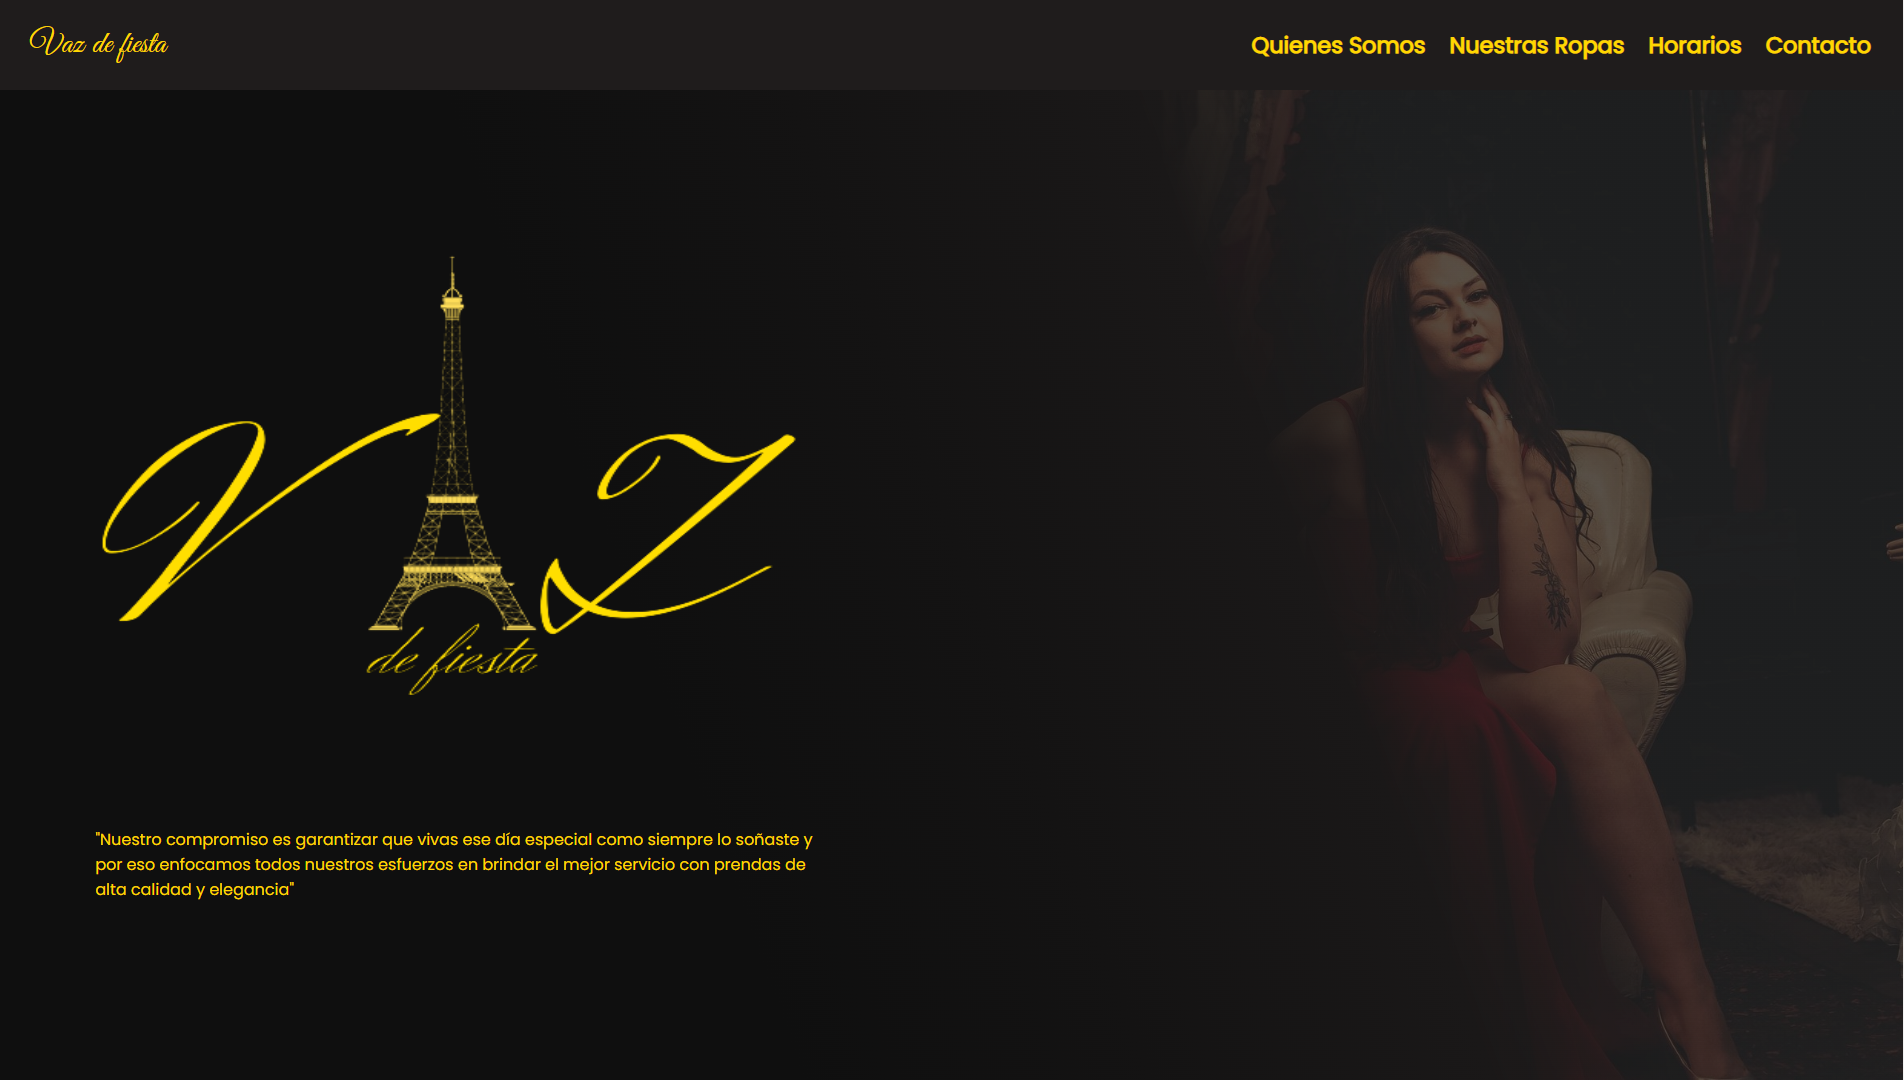 Vaz de fiesta
Quienes Somos Nuestras Ropas Horarios Contacto
V Z
de fiesta
"Nuestro compromiso es garantizar que vivas ese día especial como siempre lo soñaste y
por eso enfocamos todos nuestros esfuerzos en brindar el mejor servicio con prendas de
alta calidad y elegancia"